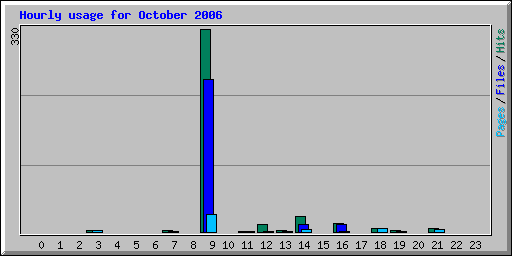 Hourly usage for October 2006
330
Pages/Files/Hits
0 1 2 3 4 5 6 7 8 9 10 11 12 13 14 15 16 17 18 19 20 21 22 23